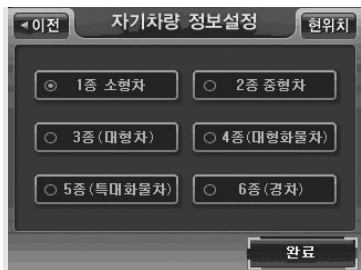 ◀이전 자기차량 정보설정 현위치
1종 소형차 2종 중형차
3종(대형차) 4종(대형화물차)
5종(특대화물차) 6종(경차)
완료